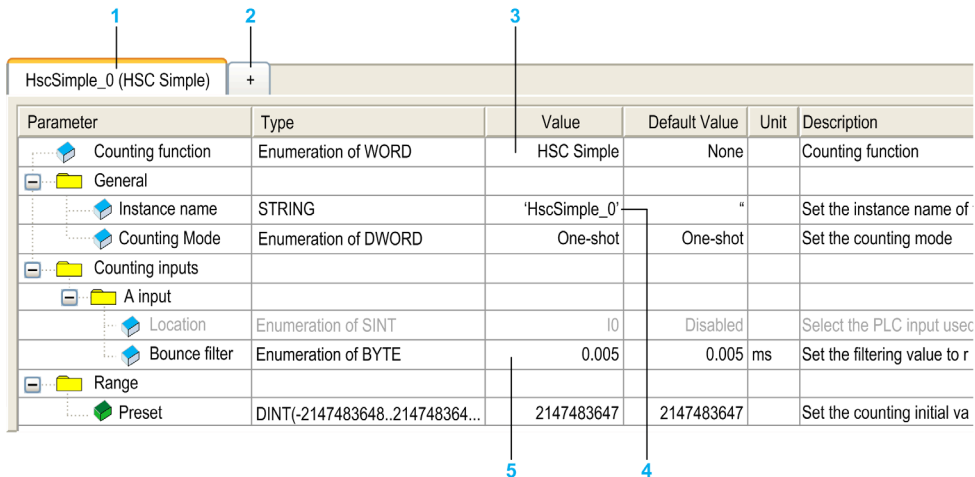 1 2 3
HscSimple_0 (HSC Simple) +
Parameter Type Value Default Value Unit Description
Counting function Enumeration of WORD HSC Simple None Counting function
General
Instance name STRING 'HscSimple_0' “ Set the instance name of
Counting Mode Enumeration of DWORD One-shot One-shot Set the counting mode
Counting inputs
A input
Location Enumeration of SINT I0 Disabled Select the PLC input used
Bounce filter Enumeration of BYTE 0.005 0.005 ms Set the filtering value to r
Range
Preset DINT(-2147483648..214748364... 2147483647 2147483647 Set the counting initial va
5 4